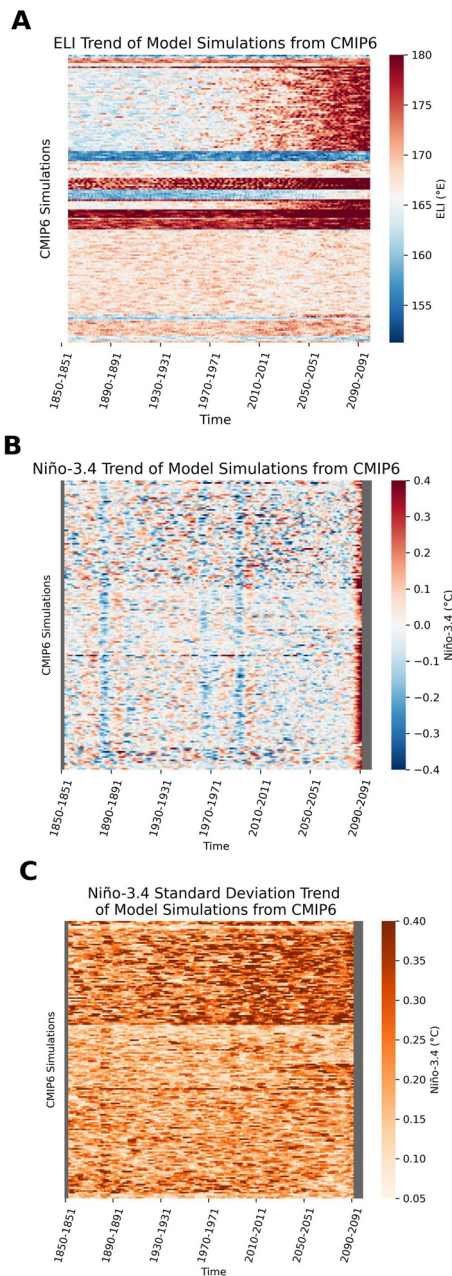 A
ELI Trend of Model Simulations from CMIP6
CMIP6 Simulations
180
175
170
165
160
155
ELI (°E)
1850-1851
1890-1891
1930-1931
1970-1971
2010-2011
2050-2051
2090-2091
Time
B
Niño-3.4 Trend of Model Simulations from CMIP6
CMIP6 Simulations
0.4
0.3
0.2
0.1
0.0
−0.1
−0.2
−0.3
−0.4
Niño-3.4 (°C)
1850-1851
1890-1891
1930-1931
1970-1971
2010-2011
2050-2051
2090-2091
Time
C
Niño-3.4 Standard Deviation Trend
of Model Simulations from CMIP6
CMIP6 Simulations
0.40
0.35
0.30
0.25
0.20
0.15
0.10
0.05
Niño-3.4 (°C)
1850-1851
1890-1891
1930-1931
1970-1971
2010-2011
2050-2051
2090-2091
Time